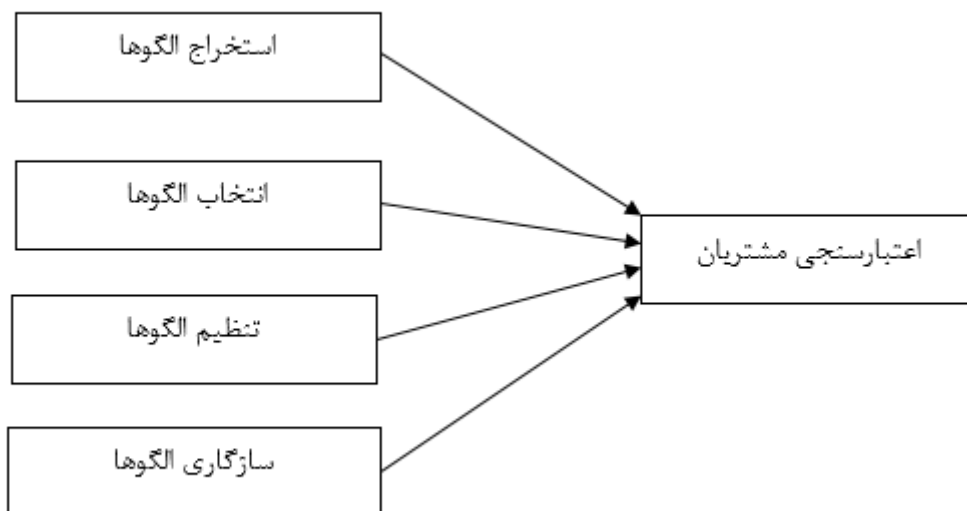 استخراج الگوها
انتخاب الگوها
تنظیم الگوها
سازگاری الگوها
اعتبارسنجی مشتریان